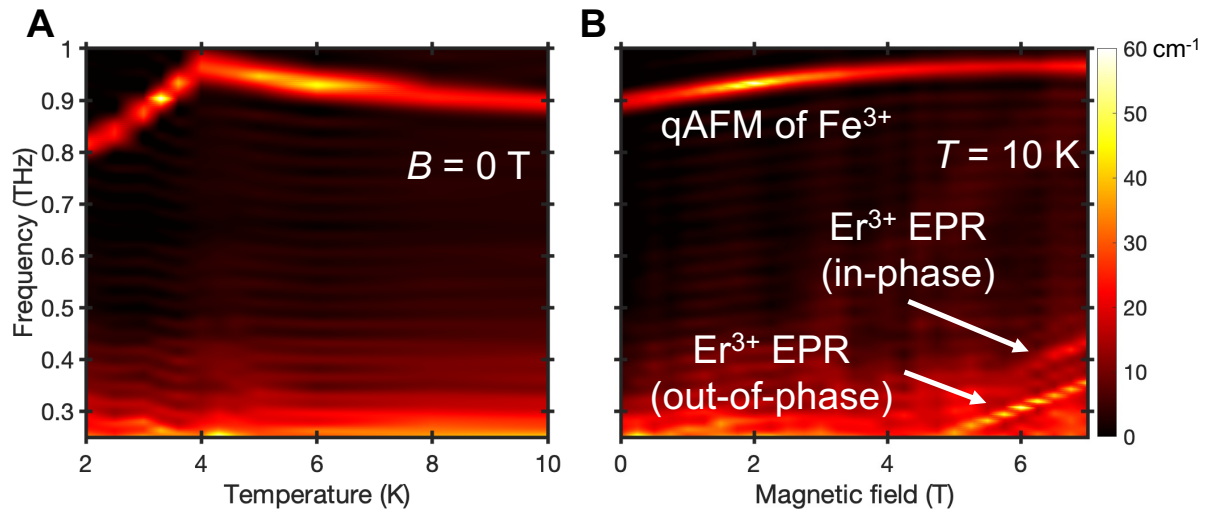 A
B
1
0.9
0.8
0.7
0.6
0.5
0.4
0.3
Frequency (THz)
B = 0 T
2
4
6
8
10
Temperature (K)
qAFM of Fe³⁺
T = 10 K
Er³⁺ EPR
(in-phase)
Er³⁺ EPR
(out-of-phase)
0
2
4
6
Magnetic field (T)
60 cm⁻¹
50
40
30
20
10
0